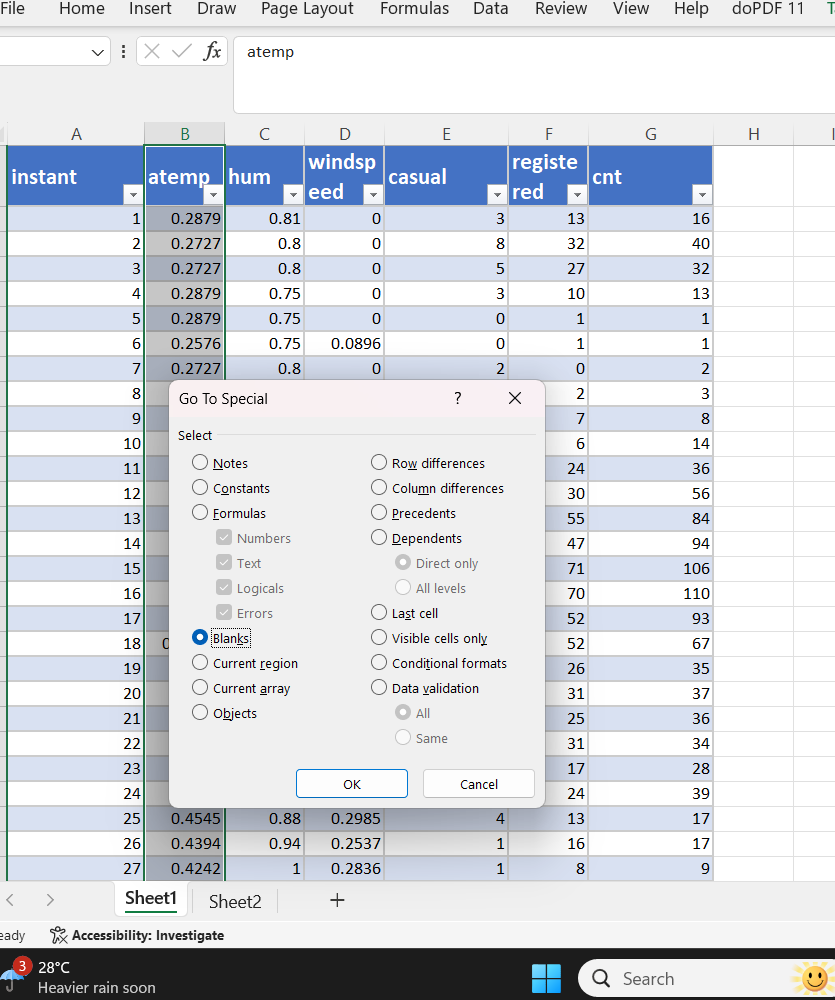 File Home Insert Draw Page Layout Formulas Data Review View Help doPDF 11
fx atemp
A B C D E F G H
instant atemp hum windspeed casual registered cnt
1 0.2879 0.81 0 3 13 16
2 0.2727 0.8 0 8 32 40
3 0.2727 0.8 0 5 27 32
4 0.2879 0.75 0 3 10 13
5 0.2879 0.75 0 0 1 1
6 0.2576 0.75 0.0896 0 1 1
7 0.2727 0.8 0 2 0 2
8 2 3
9 7 8
10 6 14
11 24 36
12 30 56
13 55 84
14 47 94
15 71 106
16 70 110
17 52 93
18 52 67
19 26 35
20 31 37
21 25 36
22 31 34
23 17 28
24 24 39
25 0.4545 0.88 0.2985 4 13 17
26 0.4394 0.94 0.2537 1 16 17
27 0.4242 1 0.2836 1 8 9
Go To Special ?
Select
Notes
Constants
Formulas
Numbers
Text
Logicals
Errors
Blanks
Current region
Current array
Objects
Row differences
Column differences
Precedents
Dependents
Direct only
All levels
Last cell
Visible cells only
Conditional formats
Data validation
All
Same
OK Cancel
Sheet1 Sheet2 +
eady Accessibility: Investigate
3 28°C
Heavier rain soon
Search